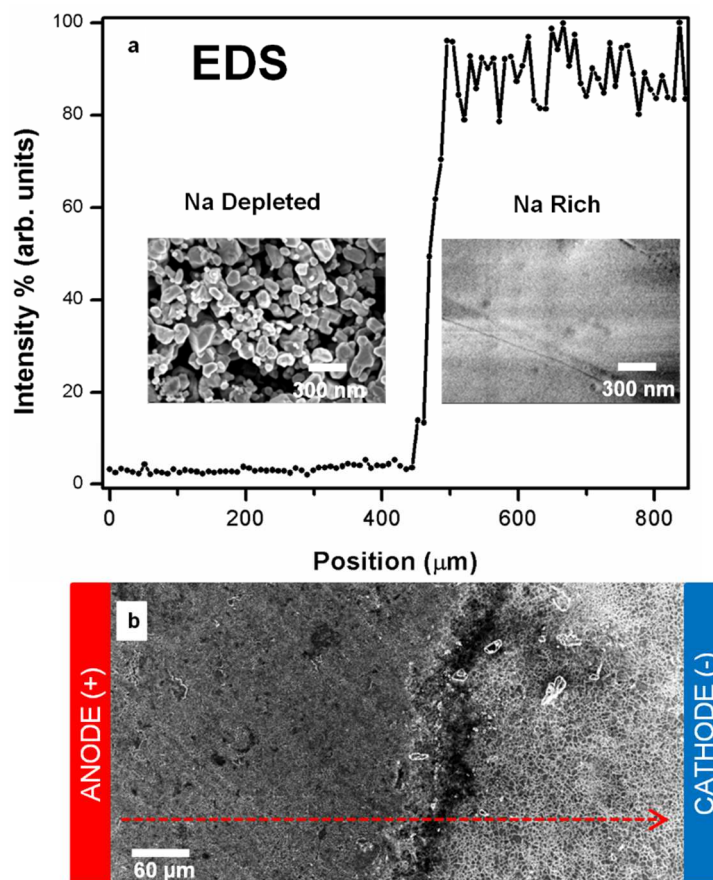 a
EDS
100
80
60
40
20
0
Intensity % (arb. units)
Na Depleted
Na Rich
300 nm
300 nm
0
200
400
600
800
Position (μm)
b
ANODE (+)
CATHODE (-)
60 μm